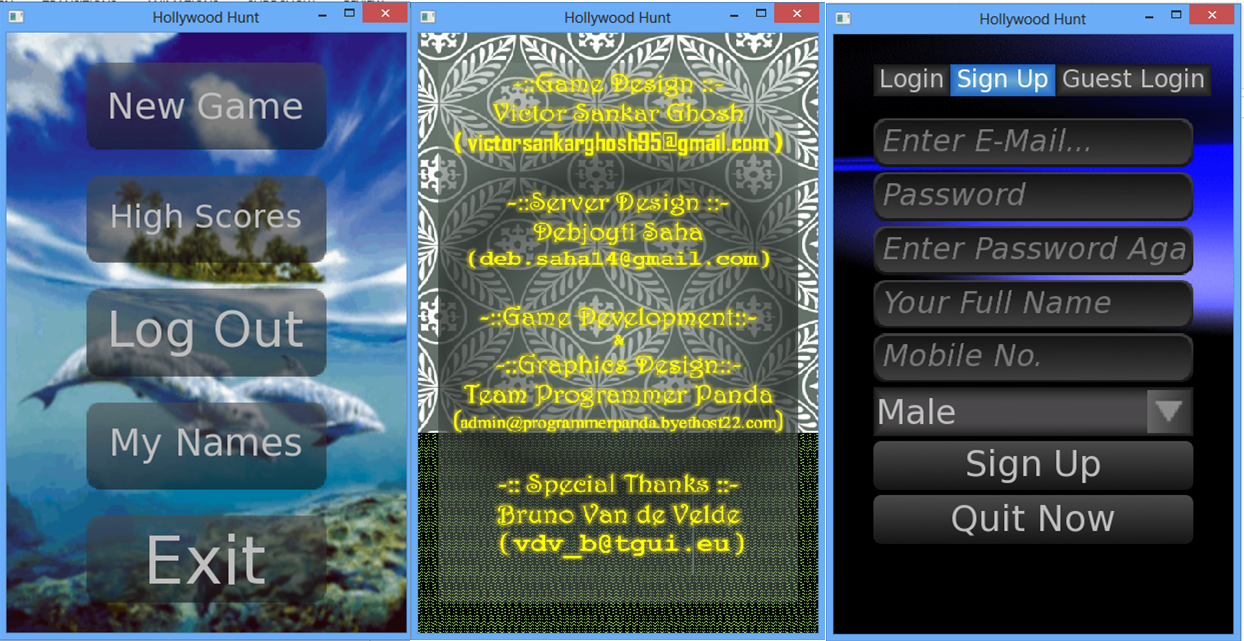 Hollywood Hunt
New Game
High Scores
Log Out
My Names
Exit
Hollywood Hunt
-::Game Design ::-
Victor Sankar Ghosh
(victorsankarghosh95@gmail.com)
-::Server Design ::-
Debjoyti Saha
(deb.saha14@gmail.com)
-::Game Development::-
&
-::Graphics Design::-
Team Programmer Panda
(admin@programmerpanda.byethost22.com)
-:: Special Thanks ::-
Bruno Van de Velde
(vdv_b@tgui.eu)
Hollywood Hunt
Login Sign Up Guest Login
Enter E-Mail...
Password
Enter Password Aga
Your Full Name
Mobile No.
Male
Sign Up
Quit Now